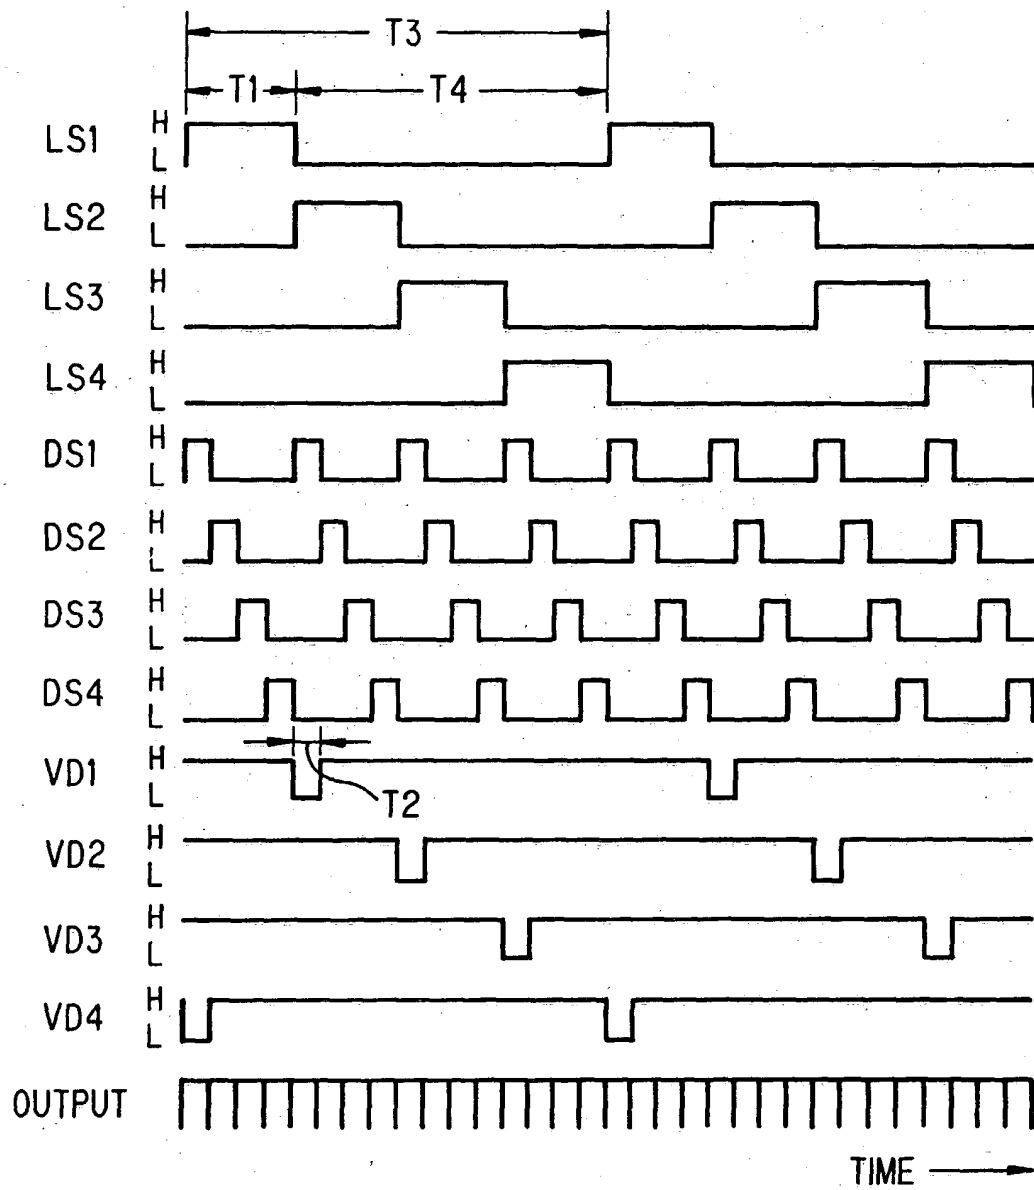 T3
T1 T4
LS1 H L
LS2 H L
LS3 H L
LS4 H L
DS1 H L
DS2 H L
DS3 H L
DS4 H L
VD1 H L
T2
VD2 H L
VD3 H L
VD4 H L
OUTPUT
TIME